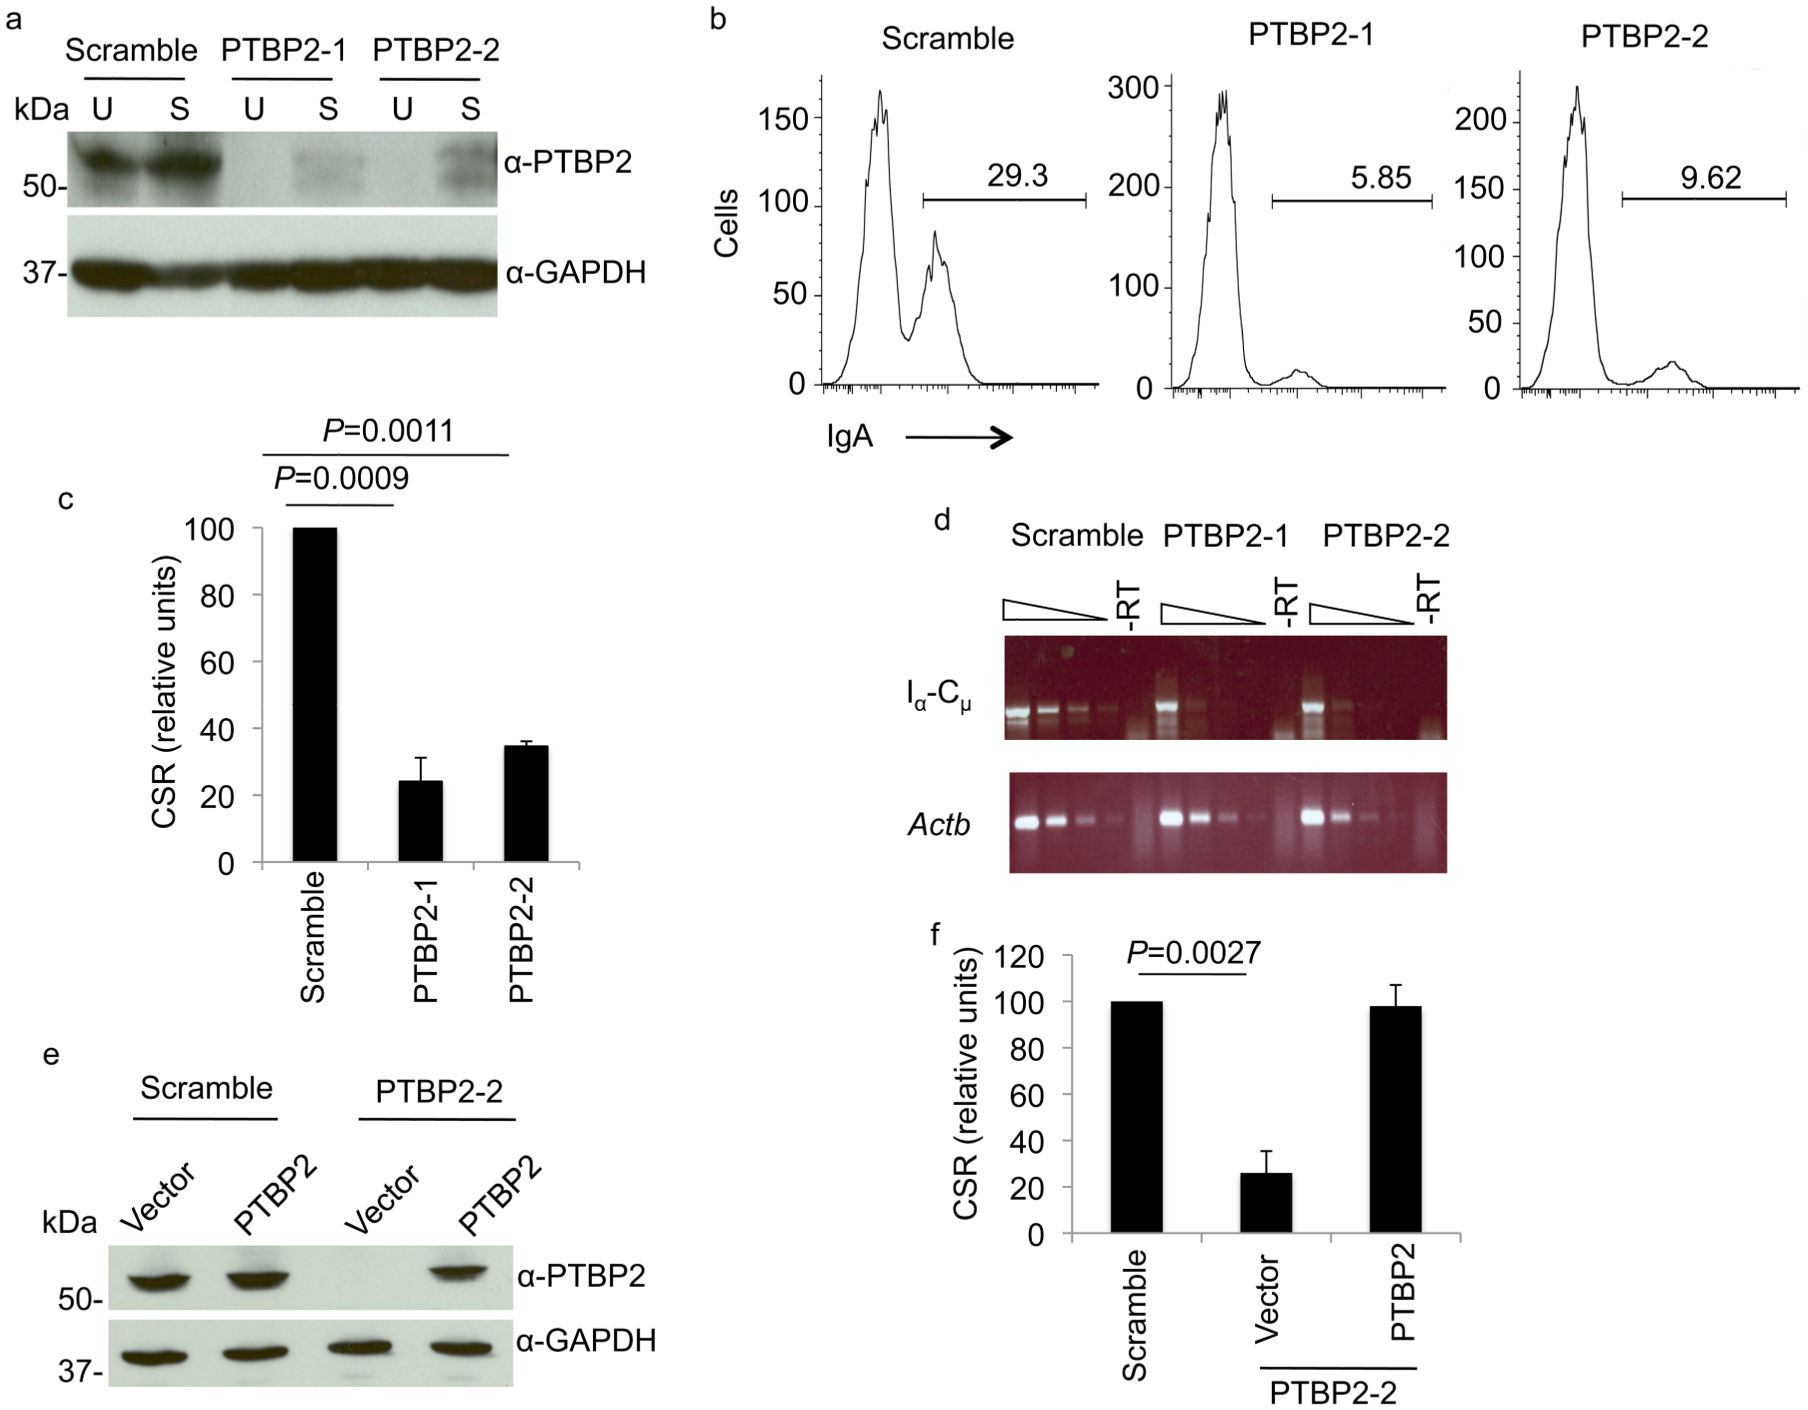 a
Scramble PTBP2-1 PTBP2-2
kDa U S U S U S
α-PTBP2
50-
37- α-GAPDH
b
Scramble PTBP2-1 PTBP2-2
Cells
150
100
50
0
29.3
300
200
100
0
5.85
200
150
100
50
0
9.62
IgA
c
P=0.0011
P=0.0009
CSR (relative units)
100
80
60
40
20
0
Scramble
PTBP2-1
PTBP2-2
d
Scramble PTBP2-1 PTBP2-2
-RT -RT -RT
Iα-Cμ
Actb
e
Scramble PTBP2-2
kDa Vector PTBP2 Vector PTBP2
α-PTBP2
50-
α-GAPDH
37-
f
P=0.0027
CSR (relative units)
120
100
80
60
40
20
0
Scramble
Vector
PTBP2
PTBP2-2